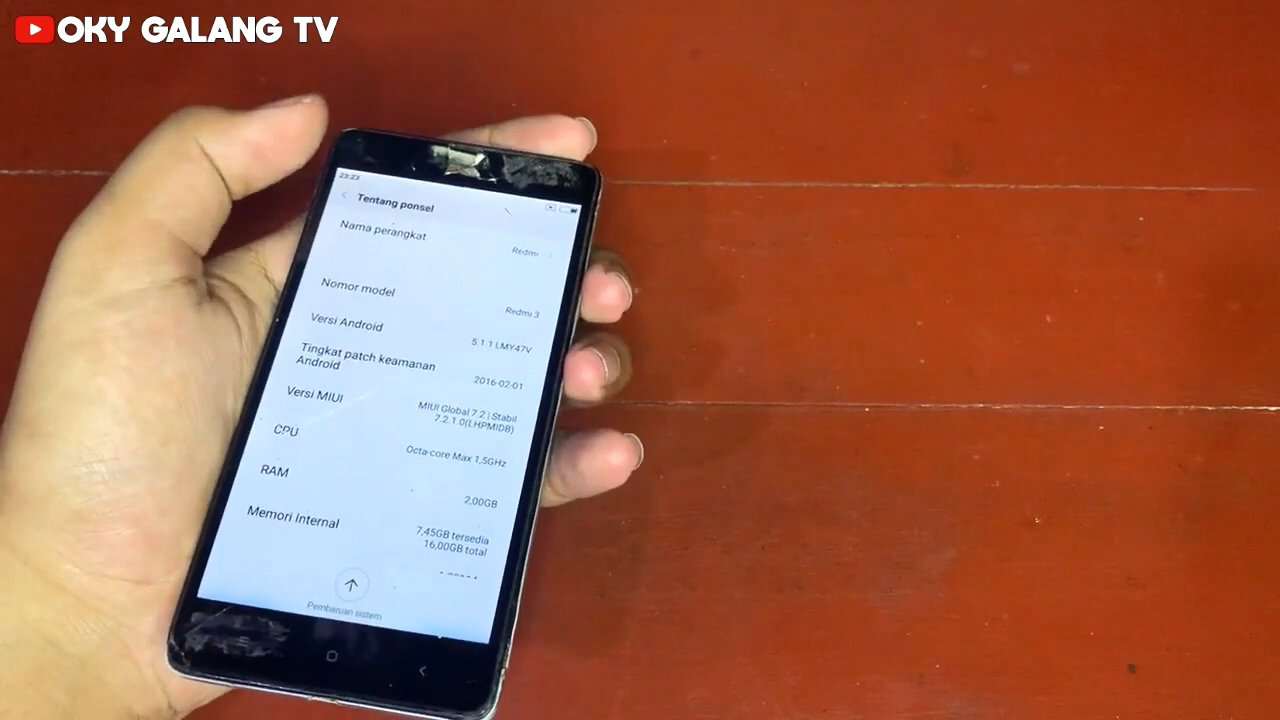 OKY GALANG TV
23:23
Tentang ponsel
Nama perangkat
Redmi
Nomor model
Redmi 3
Versi Android
5.1.1 LMY47V
Tingkat patch keamanan
Android
2016-02-01
Versi MIUI
MIUI Global 7.2 | Stabil
7.2.1.0(LHPMIDB)
CPU
Octa-core Max 1,5GHz
RAM
2,00GB
Memori Internal
7,45GB tersedia
16,00GB total
Pembaruan sistem